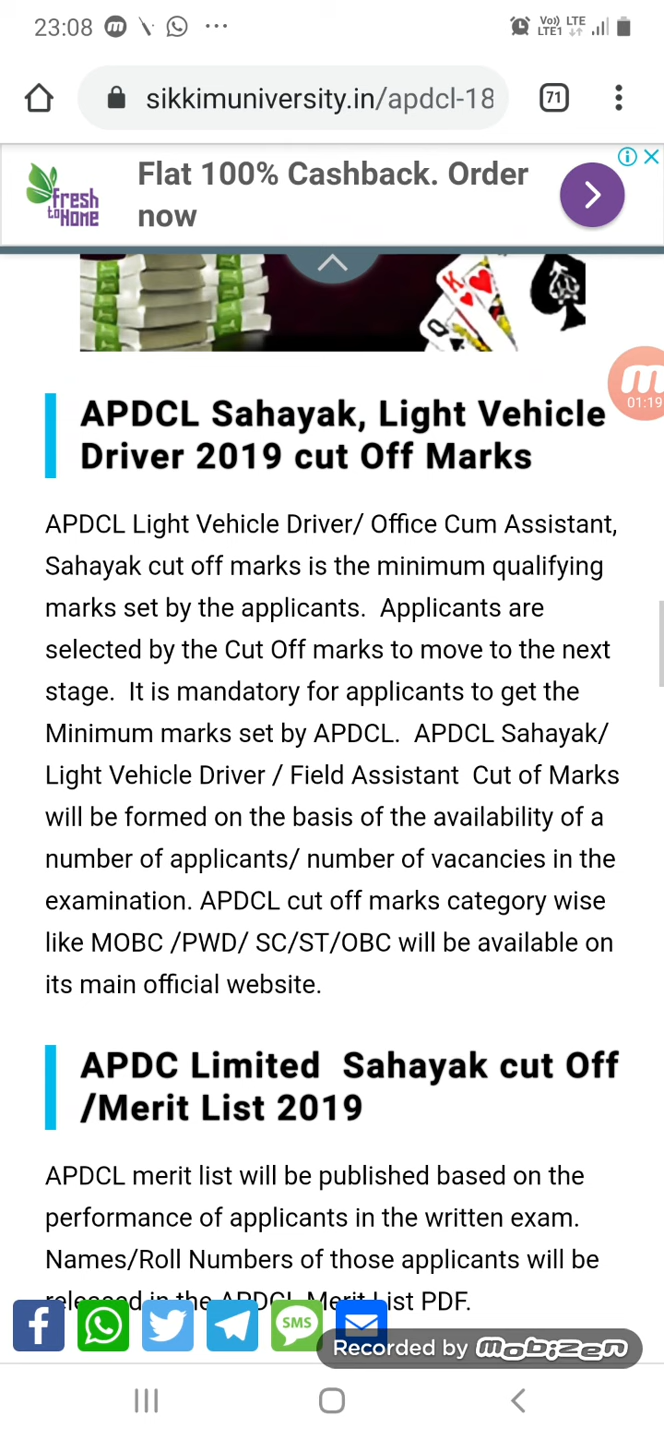 23:08
Vo)) LTE
LTE1
sikkimuniversity.in/apdcl-18
71
fresh
to HOME
Flat 100% Cashback. Order
now
K
Q
m
01:19
APDCL Sahayak, Light Vehicle
Driver 2019 cut Off Marks
APDCL Light Vehicle Driver/ Office Cum Assistant,
Sahayak cut off marks is the minimum qualifying
marks set by the applicants.  Applicants are
selected by the Cut Off marks to move to the next
stage.  It is mandatory for applicants to get the
Minimum marks set by APDCL.  APDCL Sahayak/
Light Vehicle Driver / Field Assistant  Cut of Marks
will be formed on the basis of the availability of a
number of applicants/ number of vacancies in the
examination. APDCL cut off marks category wise
like MOBC /PWD/ SC/ST/OBC will be available on
its main official website.
APDC Limited  Sahayak cut Off
/Merit List 2019
APDCL merit list will be published based on the
performance of applicants in the written exam.
Names/Roll Numbers of those applicants will be
released in the APDCL Merit List PDF.
SMS
Recorded by mobizen